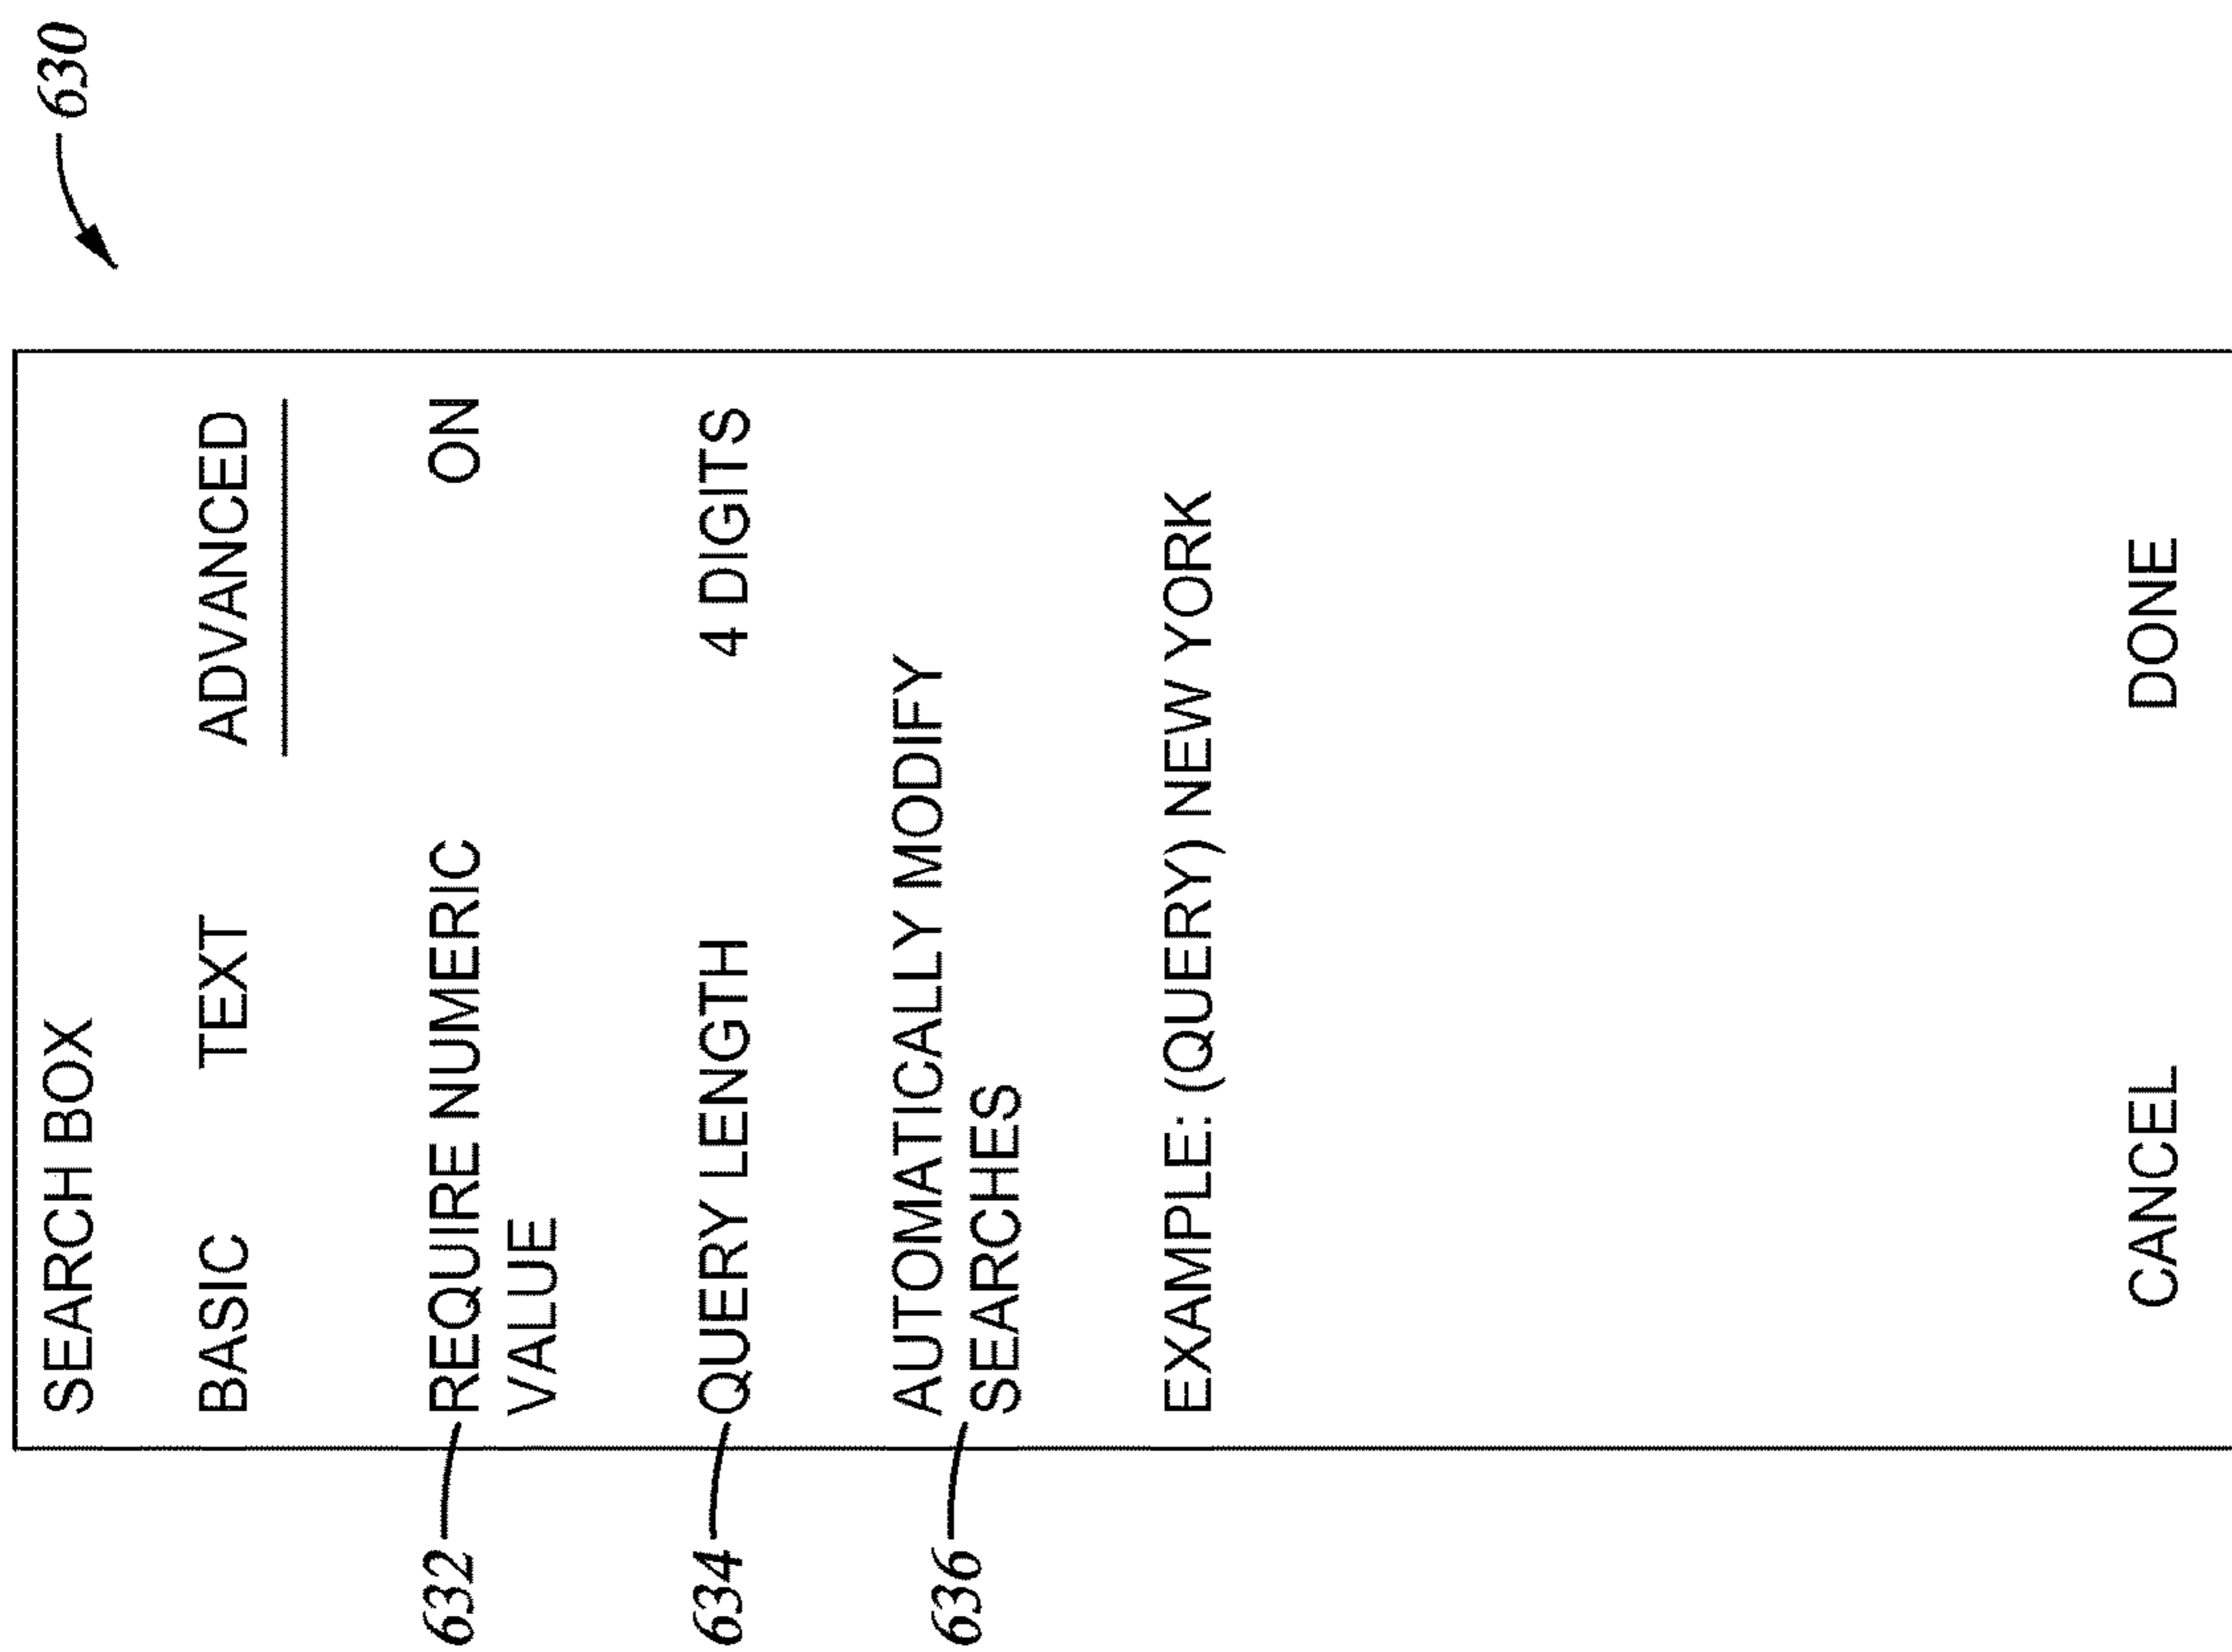 630
SEARCH BOX
BASIC TEXT ADVANCED
632 REQUIRE NUMERIC ON
VALUE
634 QUERY LENGTH 4 DIGITS
AUTOMATICALLY MODIFY
636 SEARCHES
EXAMPLE: (QUERY) NEW YORK
CANCEL DONE